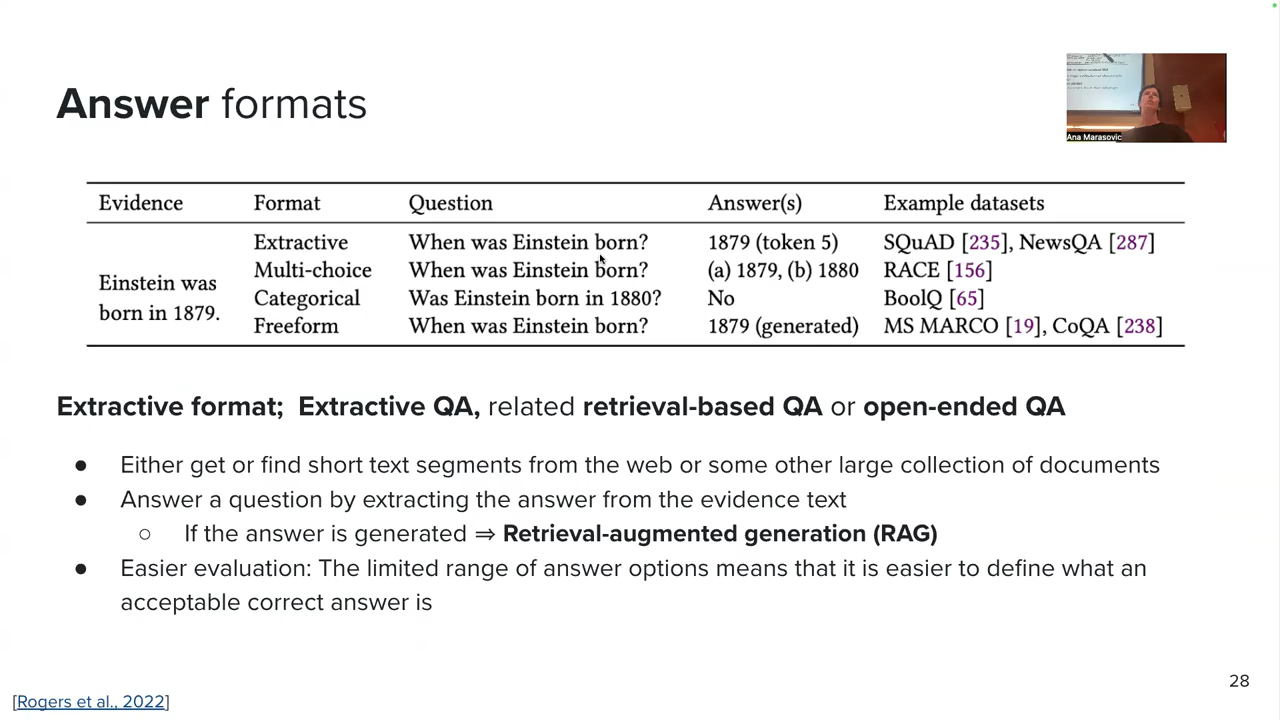 Answer formats
Ana Marasovic
Evidence Format Question Answer(s) Example datasets
Extractive When was Einstein born? 1879 (token 5) SQuAD [235], NewsQA [287]
Multi-choice When was Einstein born? (a) 1879, (b) 1880 RACE [156]
Einstein was
Categorical Was Einstein born in 1880? No BoolQ [65]
born in 1879.
Freeform When was Einstein born? 1879 (generated) MS MARCO [19], CoQA [238]
Extractive format; Extractive QA, related retrieval-based QA or open-ended QA
● Either get or find short text segments from the web or some other large collection of documents
● Answer a question by extracting the answer from the evidence text
○ If the answer is generated ⇒ Retrieval-augmented generation (RAG)
● Easier evaluation: The limited range of answer options means that it is easier to define what an
acceptable correct answer is
28
[Rogers et al., 2022]